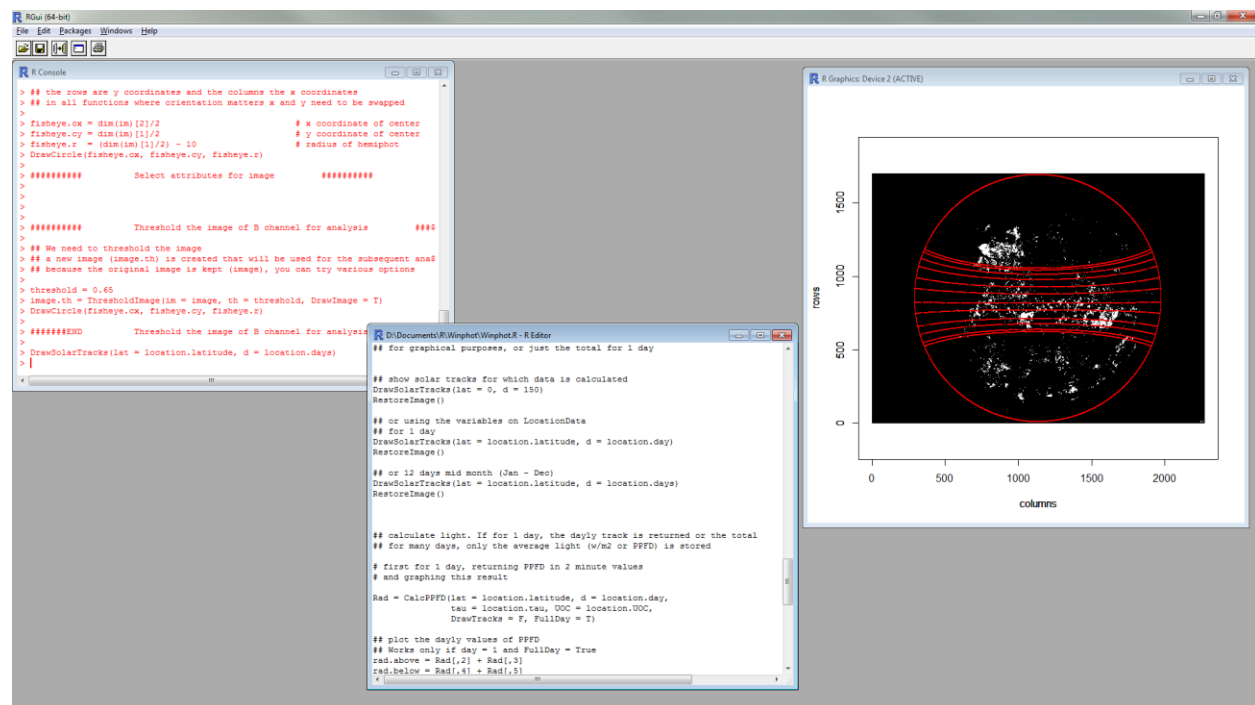 RGui (64-bit)
File Edit Packages Windows Help
R Console
> ## the rows are y coordinates and the columns the x coordinates
> ## in all functions where orientation matters x and y need to be swapped
>
> fisheye.cx = dim(im)[2]/2 # x coordinate of center
> fisheye.cy = dim(im)[1]/2 # y coordinate of center
> fisheye.r = (dim(im)[1]/2) - 10 # radius of hemiphot
> DrawCircle(fisheye.cx, fisheye.cy, fisheye.r)
>
> ########## Select attributes for image ##########
>
>
>
>
> ########## Threshold the image of B channel for analysis ###$
>
> ## We need to threshold the image
> ## a new image (image.th) is created that will be used for the subsequent ana$
> ## because the original image is kept (image), you can try various options
>
> threshold = 0.65
> image.th = ThresholdImage(im = image, th = threshold, DrawImage = T)
> DrawCircle(fisheye.cx, fisheye.cy, fisheye.r)
>
> #######END Threshold the image of B channel for analysis
>
> DrawSolarTracks(lat = location.latitude, d = location.days)
>
D:\Documents\R\Winphot\Winphot.R - R Editor
## for graphical purposes, or just the total for 1 day
## show solar tracks for which data is calculated
DrawSolarTracks(lat = 0, d = 150)
RestoreImage()
## or using the variables on LocationData
## for 1 day
DrawSolarTracks(lat = location.latitude, d = location.day)
RestoreImage()
## or 12 days mid month (Jan - Dec)
DrawSolarTracks(lat = location.latitude, d = location.days)
RestoreImage()
## calculate light. If for 1 day, the dayly track is returned or the total
## for many days, only the average light (w/m2 or PPFD) is stored
# first for 1 day, returning PPFD in 2 minute values
# and graphing this result
Rad = CalcPPFD(lat = location.latitude, d = location.day,
tau = location.tau, UOC = location.UOC,
DrawTracks = F, FullDay = T)
## plot the dayly values of PPFD
## Works only if day = 1 and FullDay = True
rad.above = Rad[,2] + Rad[,3]
rad.below = Rad[,4] + Rad[,5]
R Graphics: Device 2 (ACTIVE)
1500
1000
500
0
rows
0 500 1000 1500 2000
columns